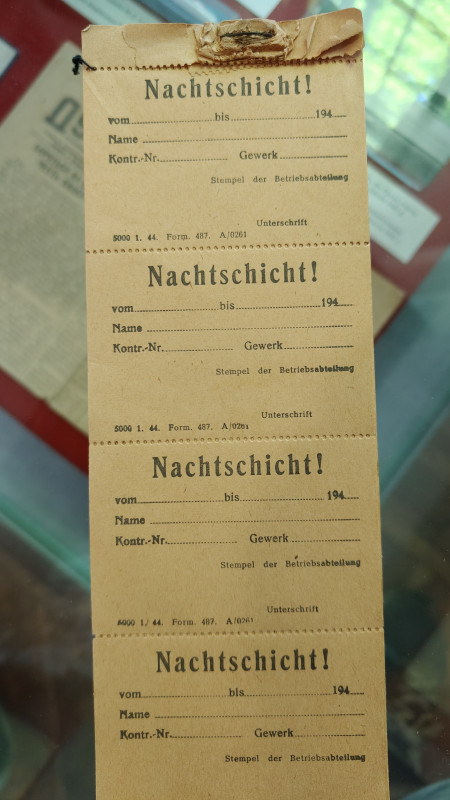 Nachtschicht!
vom bis 194
Name
Kontr.-Nr. Gewerk
Stempel der Betriebsabteilung
Unterschrift
5000 1. 44. Form. 487. A/0261
Nachtschicht!
vom bis 194
Name
Kontr.-Nr. Gewerk
Stempel der Betriebsabteilung
Unterschrift
5000 1. 44. Form. 487. A/0261
Nachtschicht!
vom bis 194
Name
Kontr.-Nr. Gewerk
Stempel der Betriebsabteilung
Unterschrift
5000 1. 44. Form. 487. A/0261
Nachtschicht!
vom bis 194
Name
Kontr.-Nr. Gewerk
Stempel der Betriebsabteilung